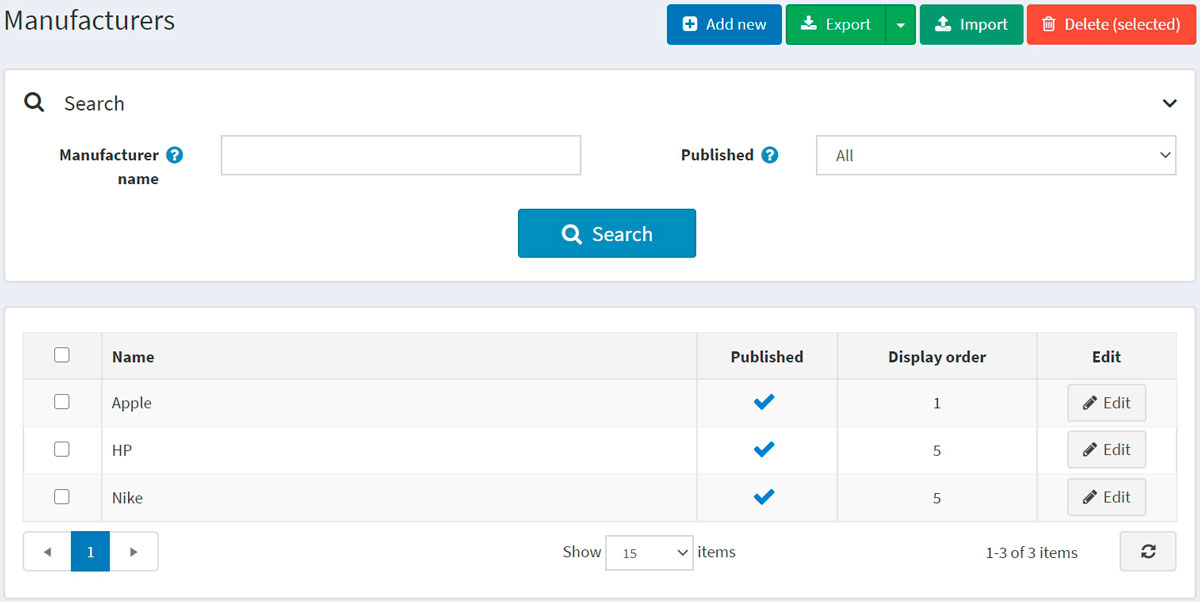 Manufacturers
Add new
Export
Import
Delete (selected)
Search
Manufacturer
name
Published
All
Search
Name Published Display order Edit
Apple 1 Edit
HP 5 Edit
Nike 5 Edit
1
Show 15 items
1-3 of 3 items